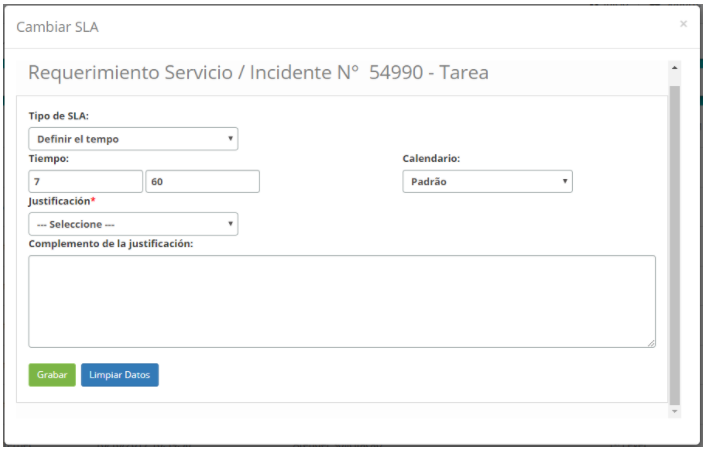 Cambiar SLA
×
Requerimiento Servicio / Incidente N° 54990 - Tarea
Tipo de SLA:
Definir el tempo
Tiempo:
Calendario:
7
60
Padrão
Justificación*
--- Seleccione ---
Complemento de la justificación:
Grabar
Limpiar Datos